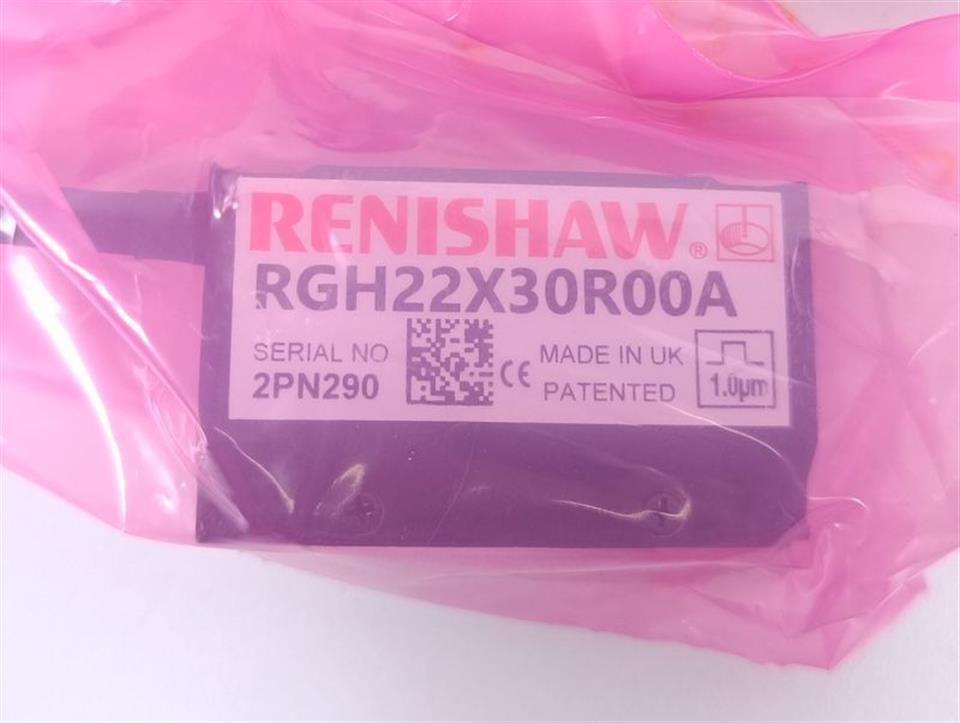 RENISHAW®
RGH22X30R00A
SERIAL NO
2PN290
CE
MADE IN UK
PATENTED
1.0µm